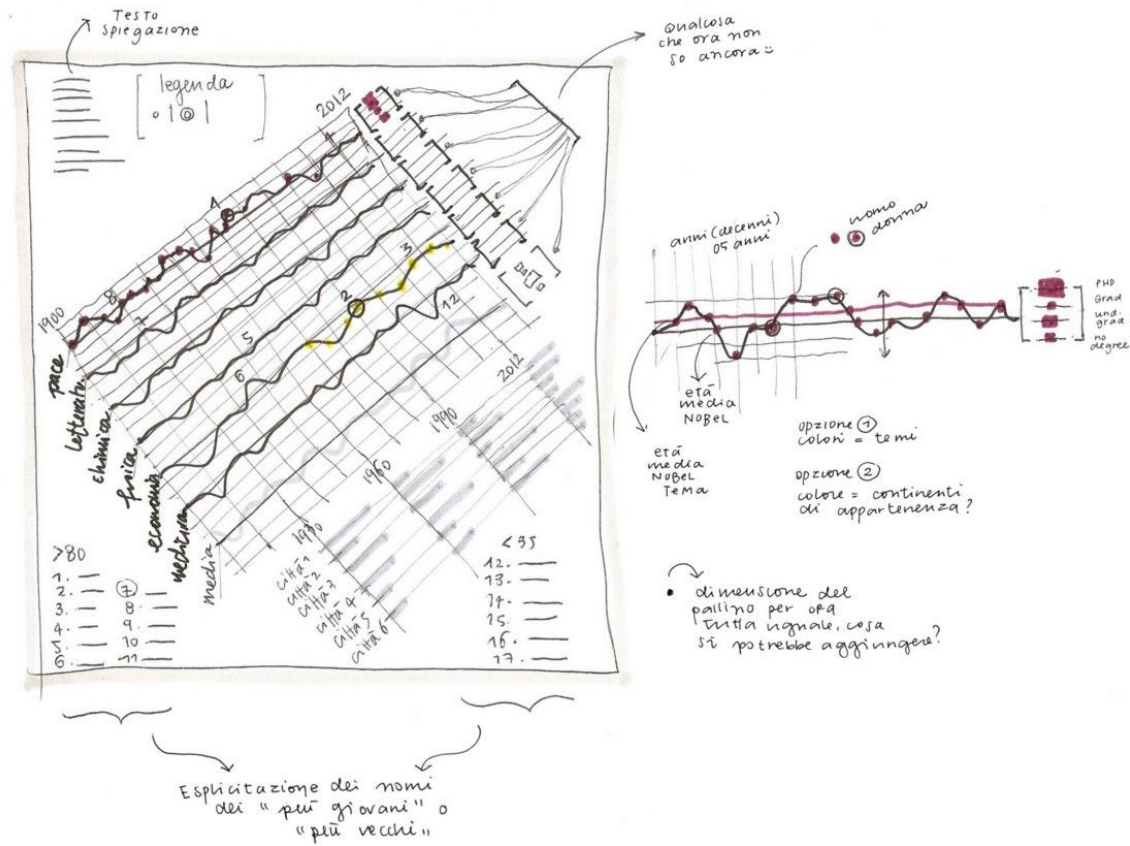 Testo
spiegazione
Qualcosa
che ora non
so ancora
legenda
2012
1900
pace
letteratu.
chimica
fisica
economia
medicina
media
4
8
7
5
6
2
3
12
1930
1960
1990
2012
città 1
città 2
città 3
città 4
città 5
città 6
>80
1.
2.
3.
4.
5.
6.
7
8
9.
10
11
<35
12.
13.
14.
15.
16.
17.
Esplicitazione dei nomi
dei "più giovani" o
"più vecchi"
anni (decenni)
05 anni
uomo
donna
PHD
Grad
und.
grad
no
degree
età
media
NOBEL
età
media
NOBEL
TEMA
opzione 1
colori = temi
opzione 2
colore = continenti
di appartenenza?
dimensione del
pallino per ora
tutta uguale, cosa
si potrebbe aggiungere?